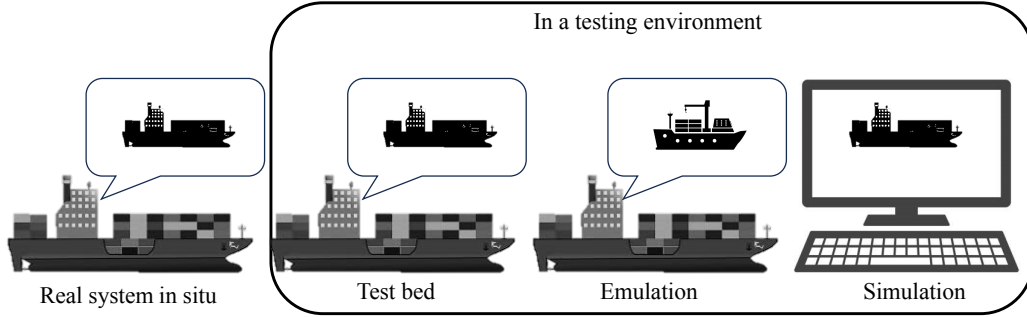 In a testing environment
Real system in situ
Test bed
Emulation
Simulation